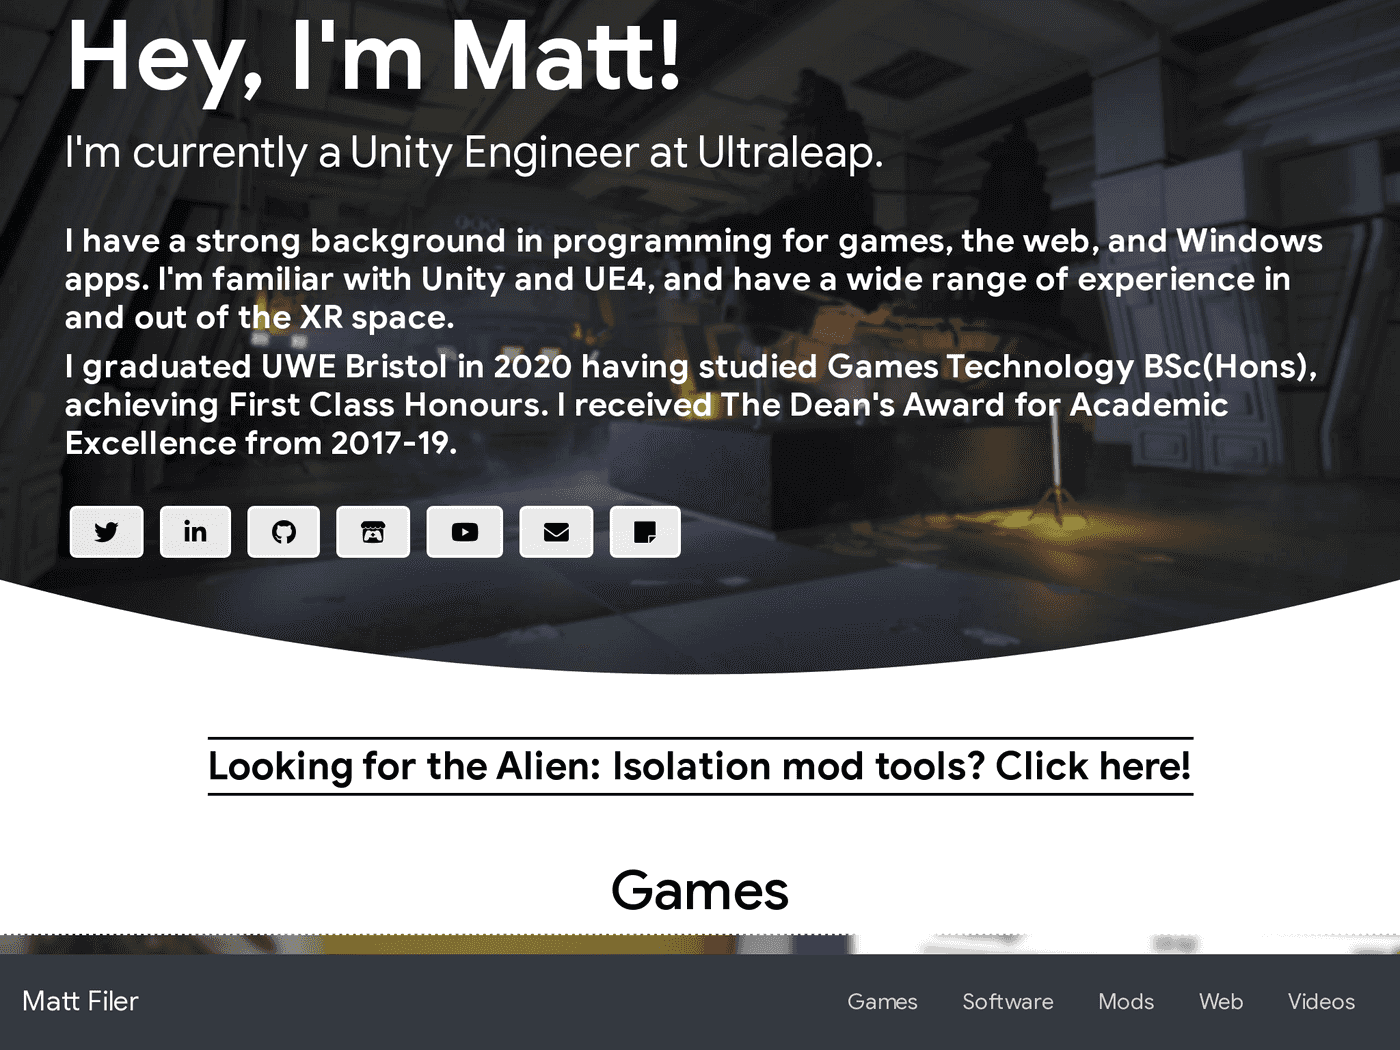 Hey, I'm Matt!
I'm currently a Unity Engineer at Ultraleap.
I have a strong background in programming for games, the web, and Windows
apps. I'm familiar with Unity and UE4, and have a wide range of experience in
and out of the XR space.
I graduated UWE Bristol in 2020 having studied Games Technology BSc(Hons),
achieving First Class Honours. I received The Dean's Award for Academic
Excellence from 2017-19.
in
Looking for the Alien: Isolation mod tools? Click here!
Games
Matt Filer Games Software Mods Web Videos